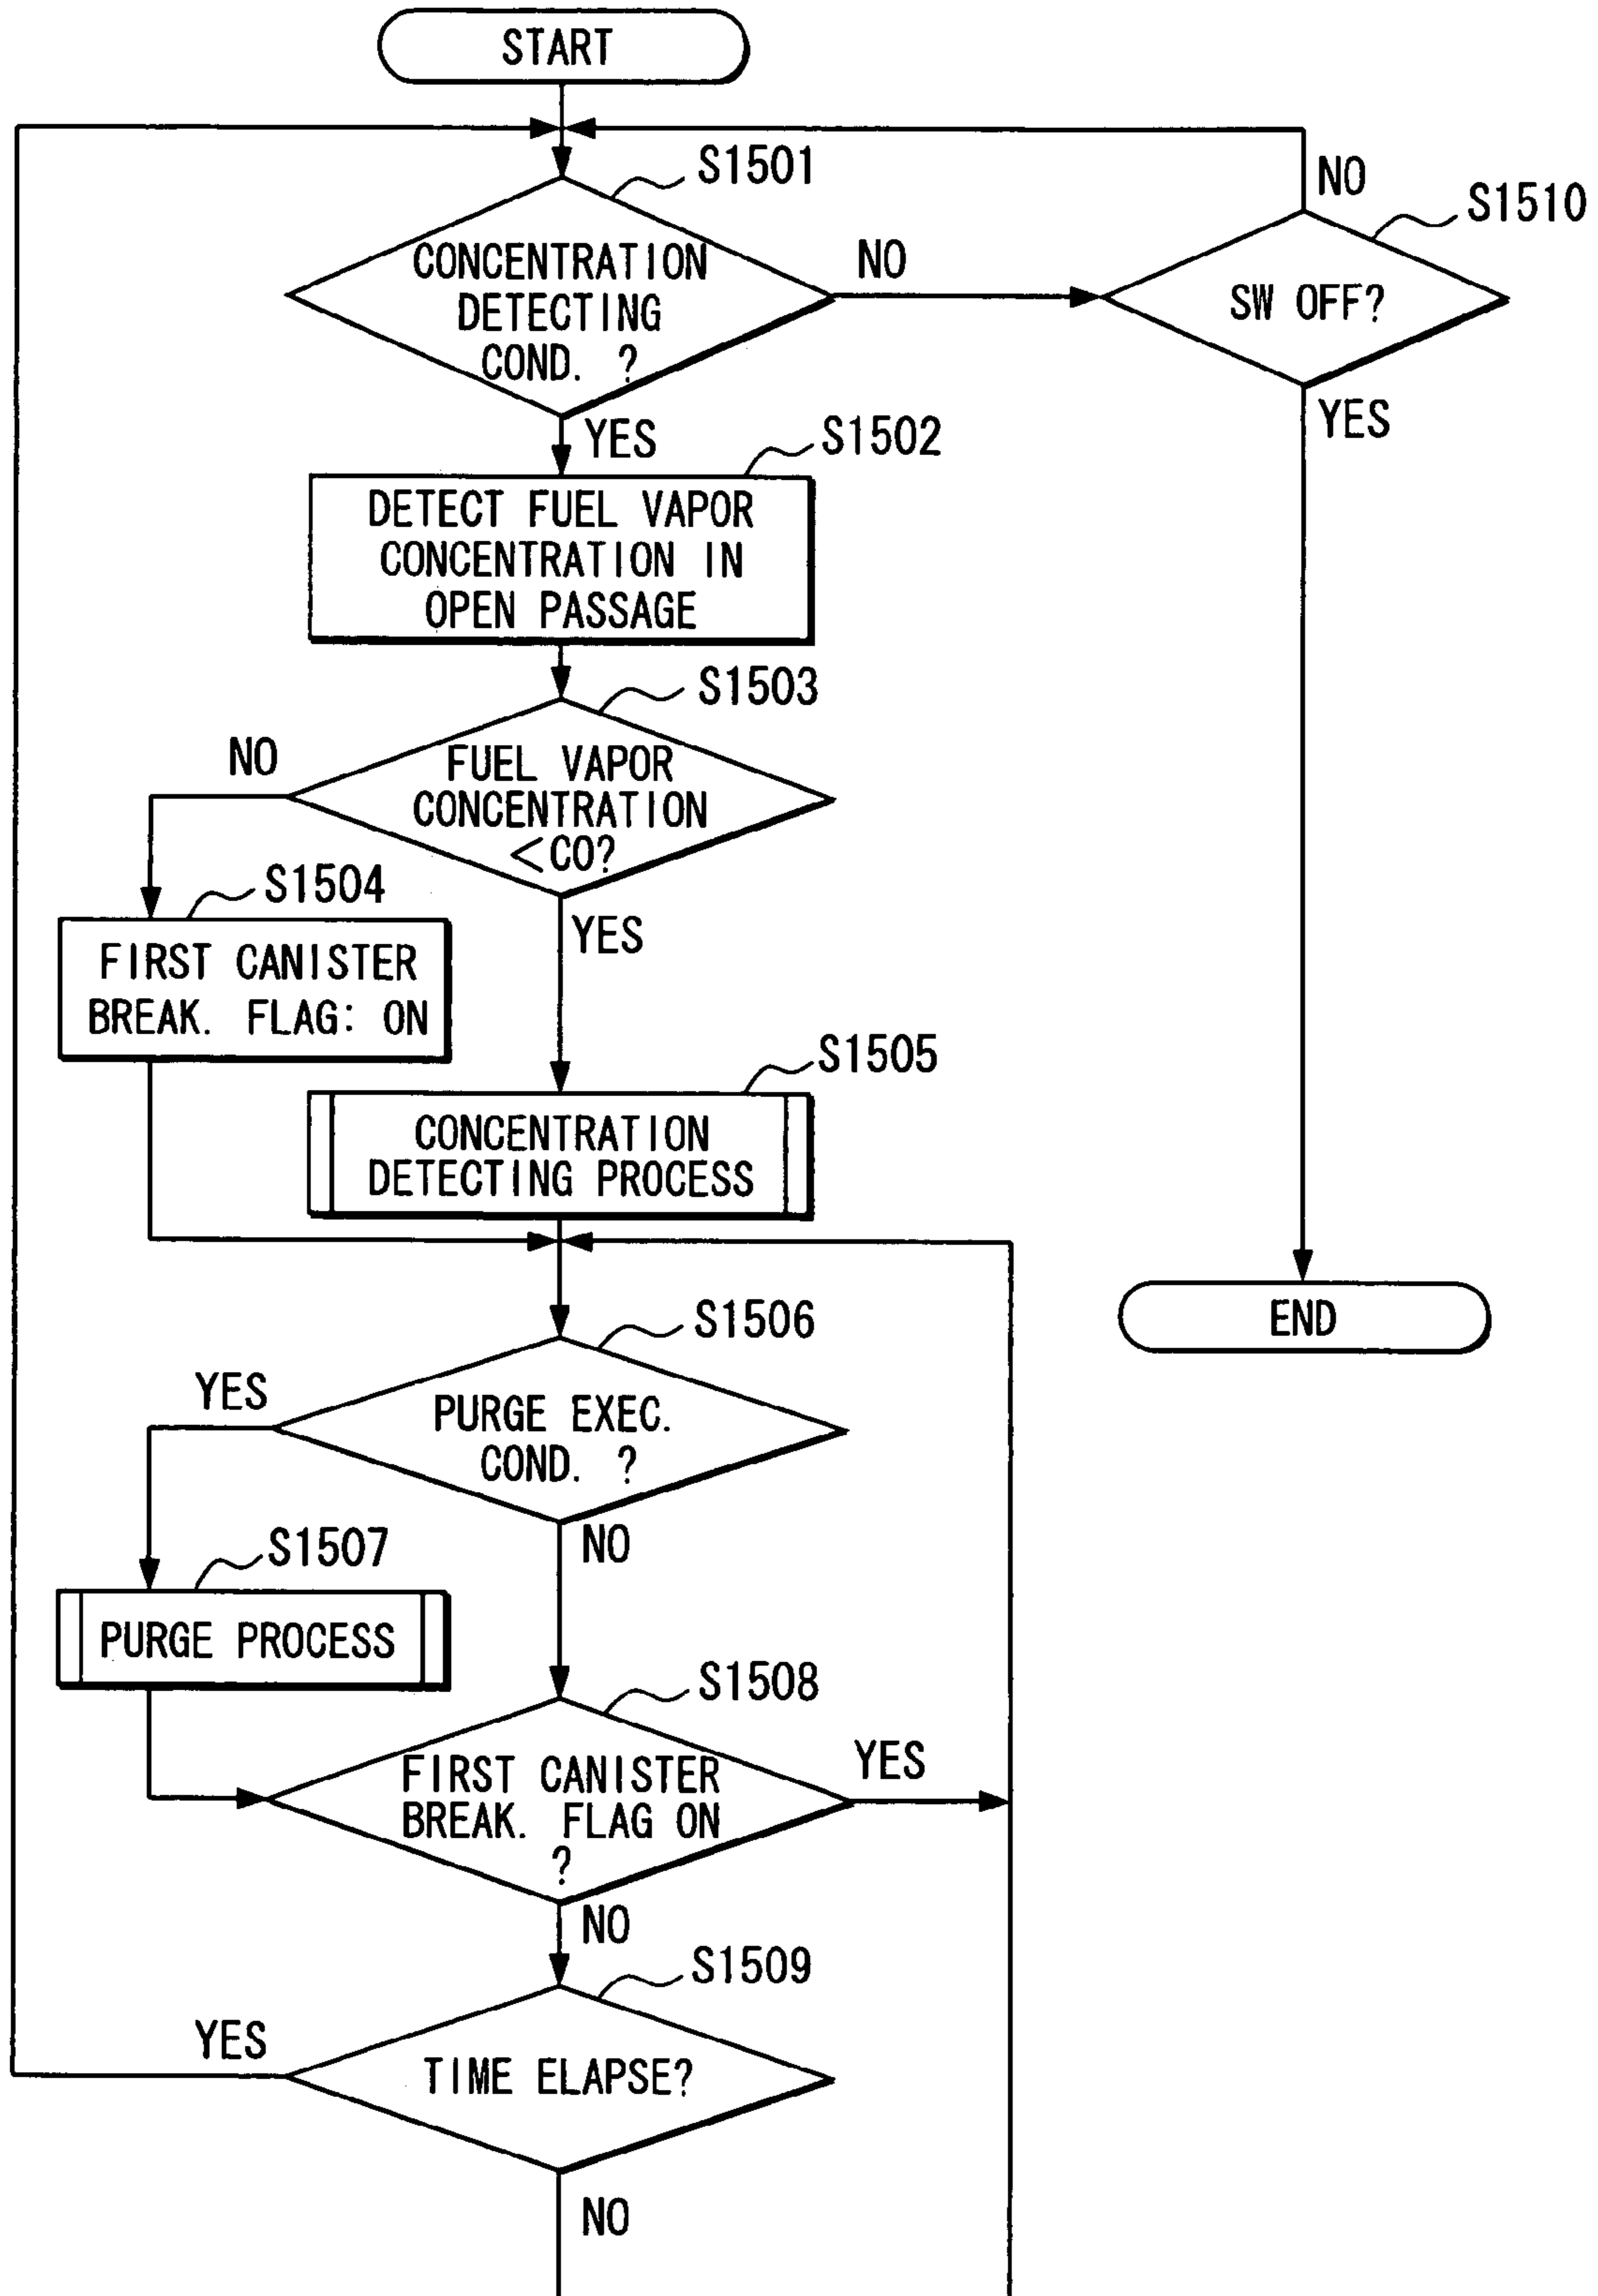 START
S1501
NO
S1510
CONCENTRATION
DETECTING
COND. ?
NO
SW OFF?
YES
S1502
YES
DETECT FUEL VAPOR
CONCENTRATION IN
OPEN PASSAGE
S1503
NO
FUEL VAPOR
CONCENTRATION
<C0?
S1504
YES
FIRST CANISTER
BREAK. FLAG: ON
S1505
CONCENTRATION
DETECTING PROCESS
S1506
END
YES
PURGE EXEC.
COND. ?
NO
S1507
PURGE PROCESS
S1508
YES
FIRST CANISTER
BREAK. FLAG ON
?
NO
S1509
YES
TIME ELAPSE?
NO